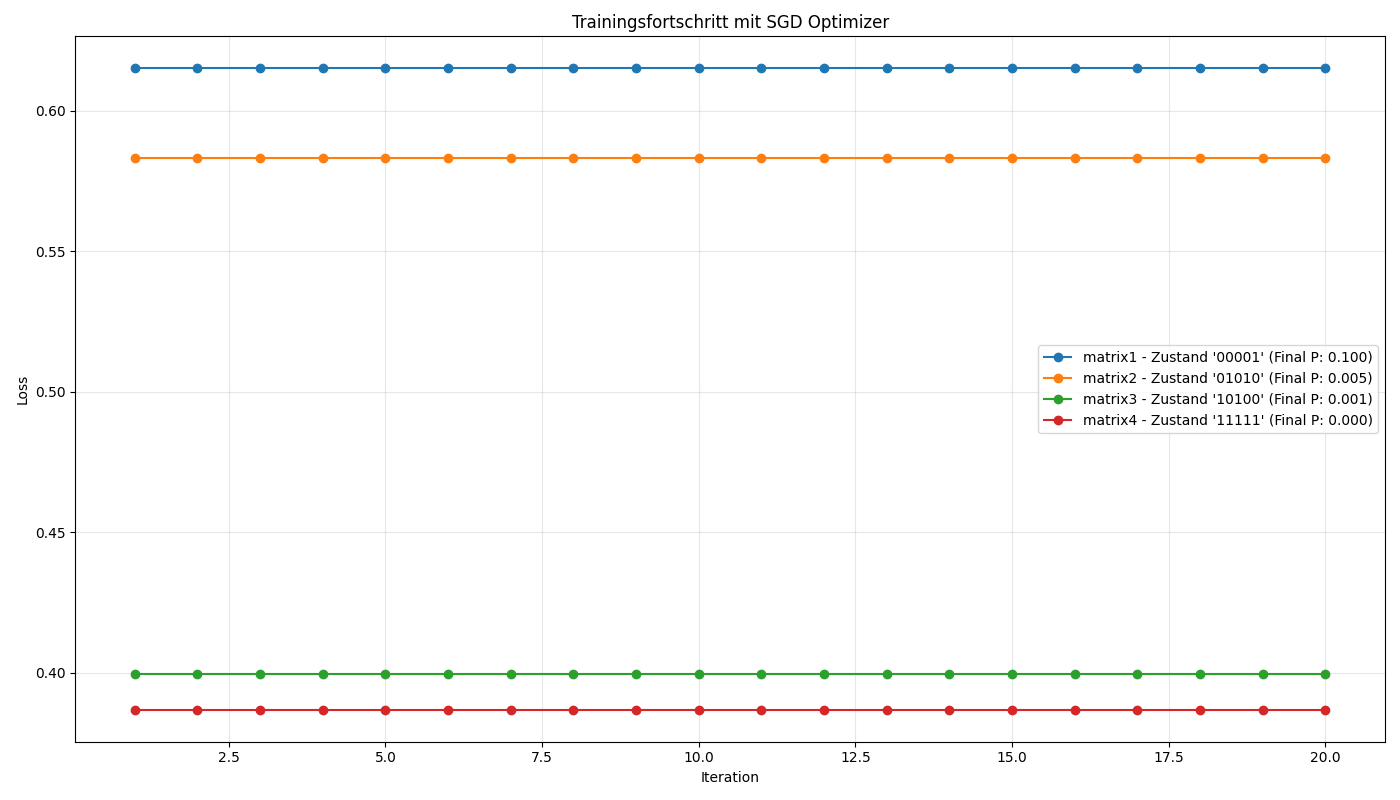 Trainingsfortschritt mit SGD Optimizer
Loss
0.60
0.55
0.50
0.45
0.40
matrix1 - Zustand '00001' (Final P: 0.100)
matrix2 - Zustand '01010' (Final P: 0.005)
matrix3 - Zustand '10100' (Final P: 0.001)
matrix4 - Zustand '11111' (Final P: 0.000)
2.5 5.0 7.5 10.0 12.5 15.0 17.5 20.0
Iteration